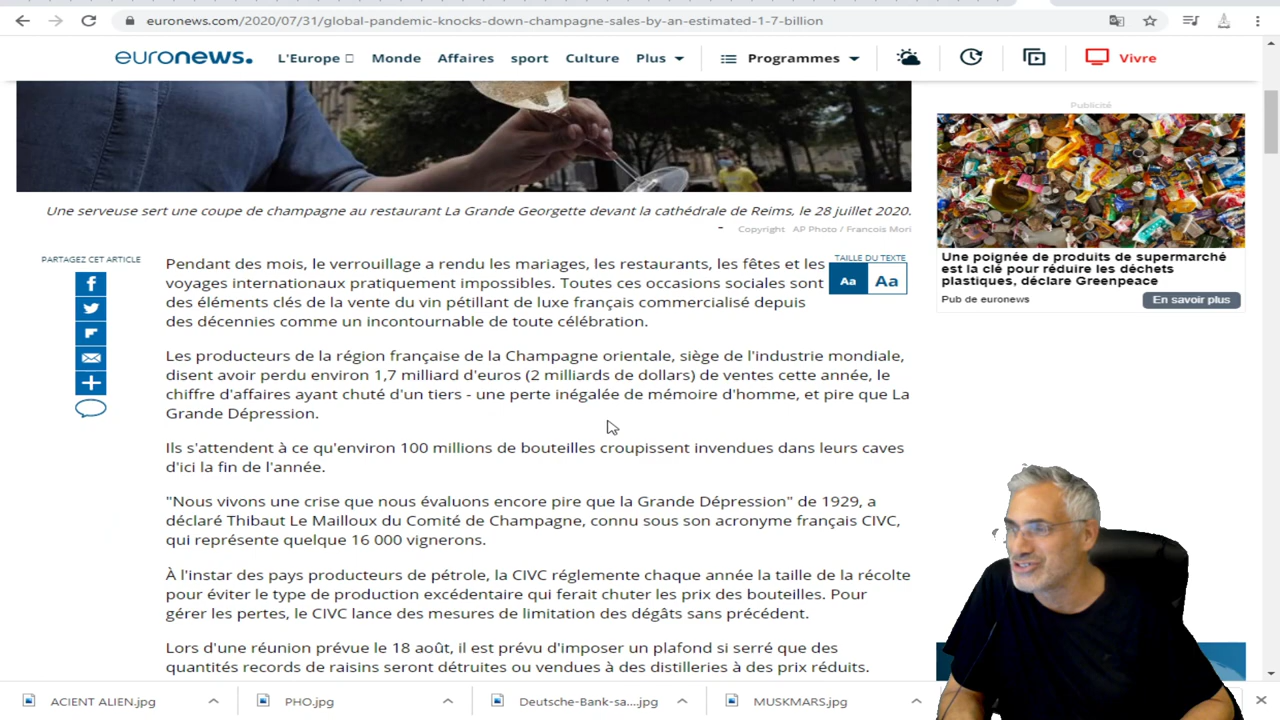 euronews.com/2020/07/31/global-pandemic-knocks-down-champagne-sales-by-an-estimated-1-7-billion
euronews.
L'Europe
Monde
Affaires
sport
Culture
Plus
Programmes
Vivre
Publicité
Une serveuse sert une coupe de champagne au restaurant La Grande Georgette devant la cathédrale de Reims, le 28 juillet 2020.
- Copyright AP Photo / Francois Mori
PARTAGEZ CET ARTICLE
TAILLE DU TEXTE
Aa Aa
Pendant des mois, le verrouillage a rendu les mariages, les restaurants, les fêtes et les
voyages internationaux pratiquement impossibles. Toutes ces occasions sociales sont
des éléments clés de la vente du vin pétillant de luxe français commercialisé depuis
des décennies comme un incontournable de toute célébration.
Les producteurs de la région française de la Champagne orientale, siège de l'industrie mondiale,
disent avoir perdu environ 1,7 milliard d'euros (2 milliards de dollars) de ventes cette année, le
chiffre d'affaires ayant chuté d'un tiers - une perte inégalée de mémoire d'homme, et pire que La
Grande Dépression.
Ils s'attendent à ce qu'environ 100 millions de bouteilles croupissent invendues dans leurs caves
d'ici la fin de l'année.
"Nous vivons une crise que nous évaluons encore pire que la Grande Dépression" de 1929, a
déclaré Thibaut Le Mailloux du Comité de Champagne, connu sous son acronyme français CIVC,
qui représente quelque 16 000 vignerons.
À l'instar des pays producteurs de pétrole, la CIVC réglemente chaque année la taille de la récolte
pour éviter le type de production excédentaire qui ferait chuter les prix des bouteilles. Pour
gérer les pertes, le CIVC lance des mesures de limitation des dégâts sans précédent.
Lors d'une réunion prévue le 18 août, il est prévu d'imposer un plafond si serré que des
quantités records de raisins seront détruites ou vendues à des distilleries à des prix réduits.
Une poignée de produits de supermarché
est la clé pour réduire les déchets
plastiques, déclare Greenpeace
Pub de euronews
En savoir plus
ACIENT ALIEN.jpg
PHO.jpg
Deutsche-Bank-sa....jpg
MUSKMARS.jpg